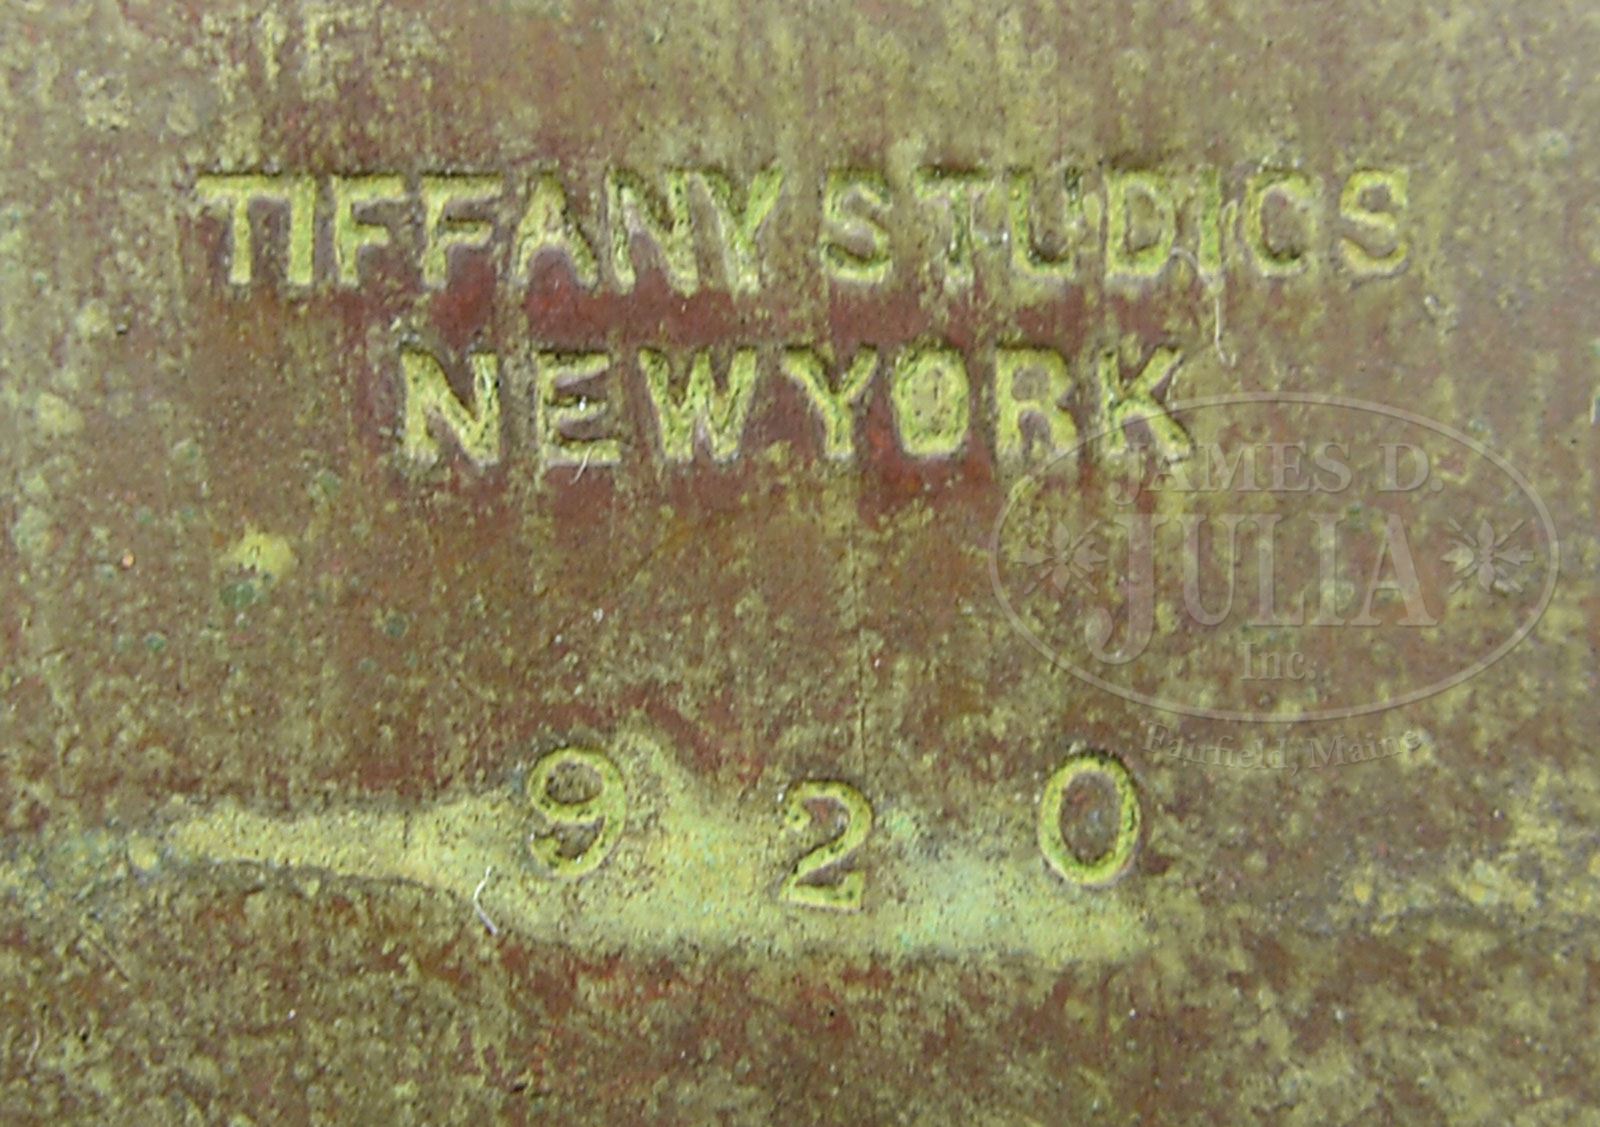 TIFFANY STUDIOS
NEW YORK
JAMES D.
JULIA
Inc.
Fairfield, Maine
920